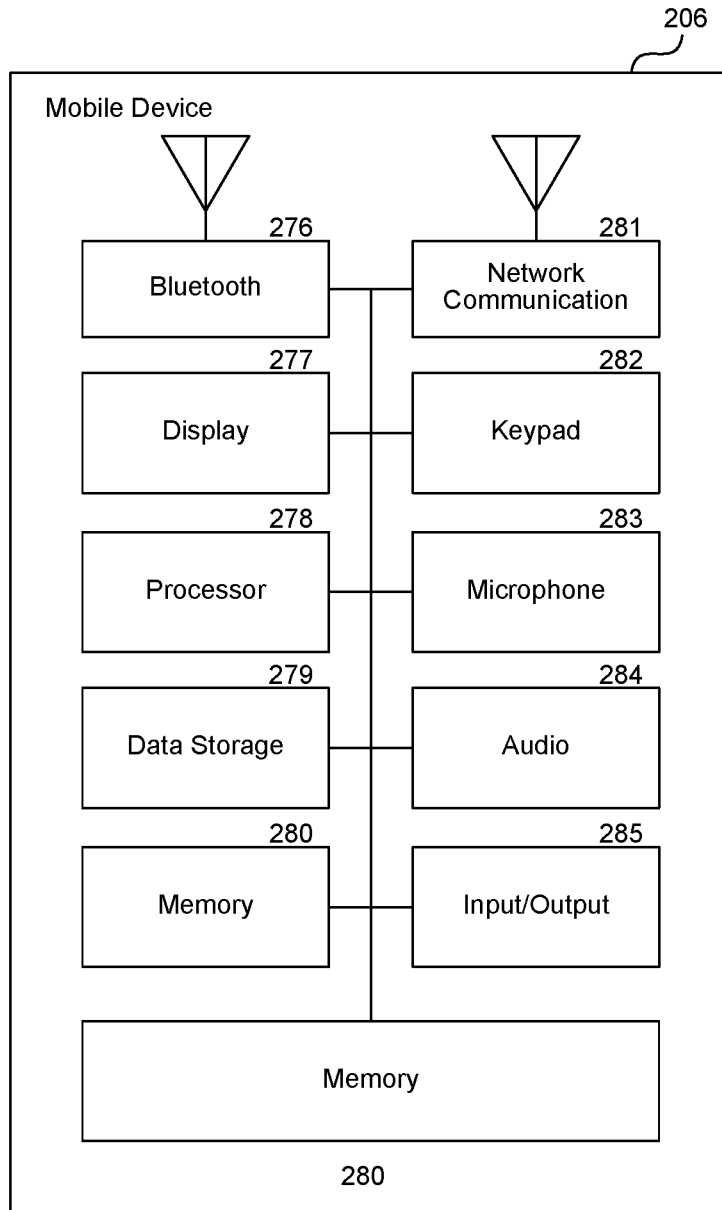 206
Mobile Device
276
Bluetooth
281
Network
Communication
277
Display
282
Keypad
278
Processor
283
Microphone
279
Data Storage
284
Audio
280
Memory
285
Input/Output
Memory
280